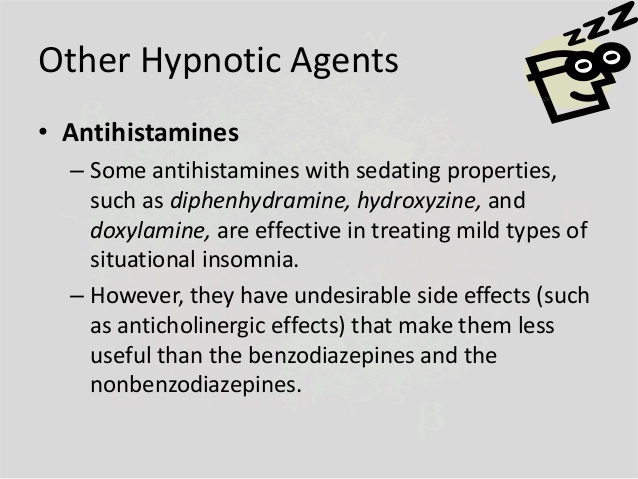 Other Hypnotic Agents
zzz
• Antihistamines
– Some antihistamines with sedating properties,
such as diphenhydramine, hydroxyzine, and
doxylamine, are effective in treating mild types of
situational insomnia.
– However, they have undesirable side effects (such
as anticholinergic effects) that make them less
useful than the benzodiazepines and the
nonbenzodiazepines.
β